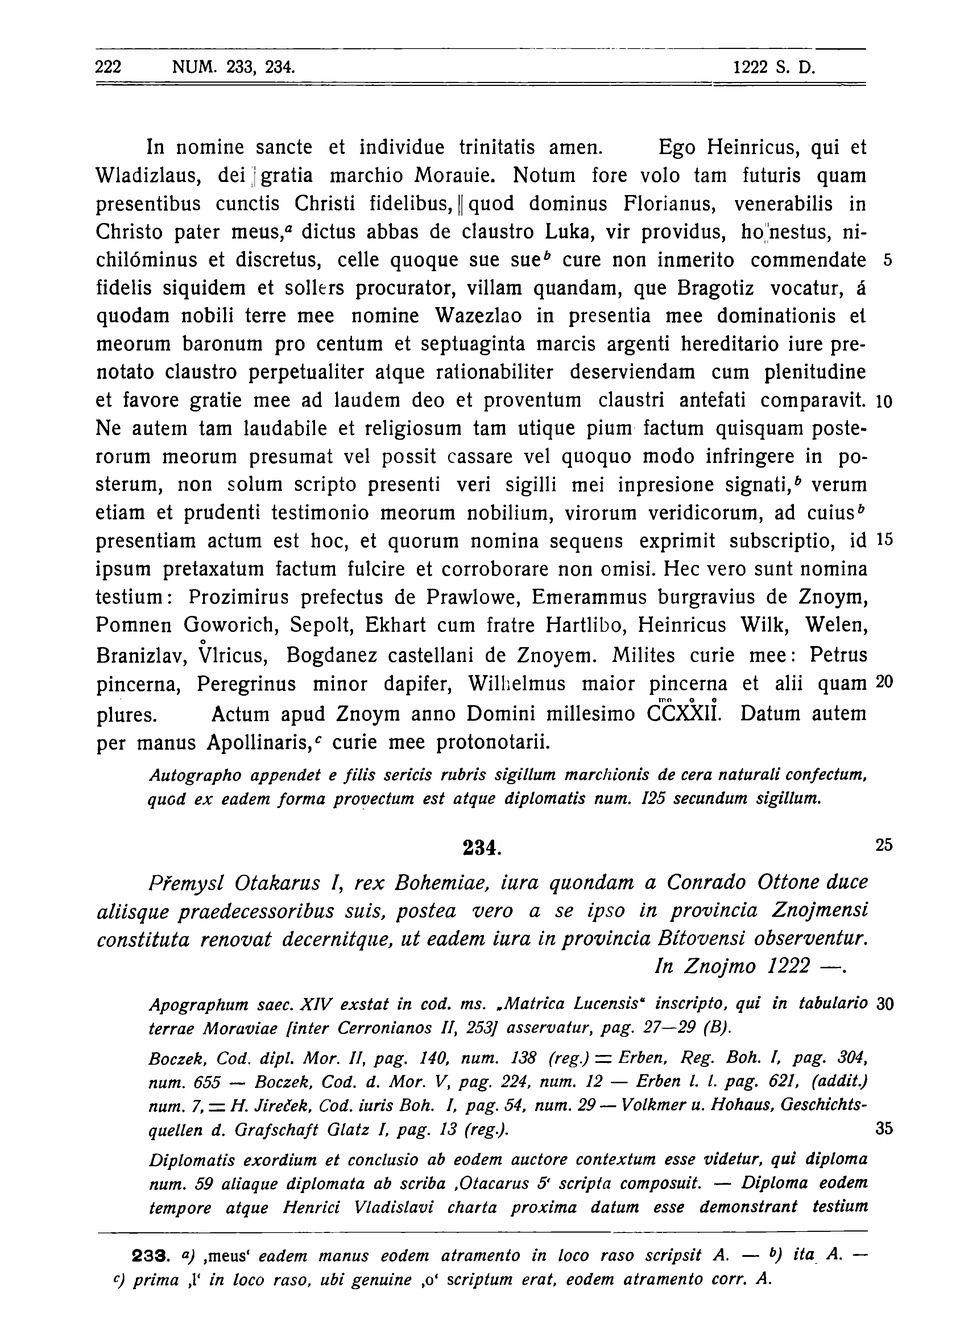 222 NUM. 233, 234. 1222 S. D.
In nomine sancte et individue trinitatis amen. Ego Heinricus, qui et
Wladizlaus, dei | gratia marchio Morauie. Notum fore volo tam futuris quam
presentibus cunctis Christi fidelibus, || quod dominus Florianus, venerabilis in
Christo pater meus,ᵃ dictus abbas de claustro Luka, vir providus, ho||nestus, ni-
chilóminus et discretus, celle quoque sue sueᵇ cure non inmerito commendate 5
fidelis siquidem et sollers procurator, villam quandam, que Bragotiz vocatur, á
quodam nobili terre mee nomine Wazezlao in presentia mee dominationis et
meorum baronum pro centum et septuaginta marcis argenti hereditario iure pre-
notato claustro perpetualiter atque rationabiliter deserviendam cum plenitudine
et favore gratie mee ad laudem deo et proventum claustri antefati comparavit. 10
Ne autem tam laudabile et religiosum tam utique pium factum quisquam poste-
rorum meorum presumat vel possit cassare vel quoquo modo infringere in po-
sterum, non solum scripto presenti veri sigilli mei inpresione signati,ᵇ verum
etiam et prudenti testimonio meorum nobilium, virorum veridicorum, ad cuiusᵇ
presentiam actum est hoc, et quorum nomina sequens exprimit subscriptio, id 15
ipsum pretaxatum factum fulcire et corroborare non omisi. Hec vero sunt nomina
testium: Prozimirus prefectus de Prawlowe, Emerammus burgravius de Znoym,
Pomnen Goworich, Sepolt, Ekhart cum fratre Hartlibo, Heinricus Wilk, Welen,
Branizlav, V̊lricus, Bogdanez castellani de Znoyem. Milites curie mee: Petrus
pincerna, Peregrinus minor dapifer, Wilhelmus maior pincerna et alii quam 20
plures. Actum apud Znoym anno Domini millesimo CCᵐᵒXXᵒIIᵒ. Datum autem
per manus Apollinaris,ᶜ curie mee protonotarii.
Autographo appendet e filis sericis rubris sigillum marchionis de cera naturali confectum,
quod ex eadem forma provectum est atque diplomatis num. 125 secundum sigillum.
234. 25
Přemysl Otakarus I, rex Bohemiae, iura quondam a Conrado Ottone duce
aliisque praedecessoribus suis, postea vero a se ipso in provincia Znojmensi
constituta renovat decernitque, ut eadem iura in provincia Bítovensi observentur.
In Znojmo 1222 —.
Apographum saec. XIV exstat in cod. ms. „Matrica Lucensis“ inscripto, qui in tabulario 30
terrae Moraviae [inter Cerronianos II, 253] asservatur, pag. 27—29 (B).
Boczek, Cod. dipl. Mor. II, pag. 140, num. 138 (reg.) = Erben, Reg. Boh. I, pag. 304,
num. 655 — Boczek, Cod. d. Mor. V, pag. 224, num. 12 — Erben l. l. pag. 621, (addit.)
num. 7, = H. Jireček, Cod. iuris Boh. I, pag. 54, num. 29 — Volkmer u. Hohaus, Geschichts-
quellen d. Grafschaft Glatz I, pag. 13 (reg.). 35
Diplomatis exordium et conclusio ab eodem auctore contextum esse videtur, qui diploma
num. 59 aliaque diplomata ab scriba ‚Otacarus 5‘ scripta composuit. — Diploma eodem
tempore atque Henrici Vladislavi charta proxima datum esse demonstrant testium
233. ᵃ) ‚meus‘ eadem manus eodem atramento in loco raso scripsit A. — ᵇ) ita A. —
ᶜ) prima ‚l‘ in loco raso, ubi genuine ‚o‘ scriptum erat, eodem atramento corr. A.